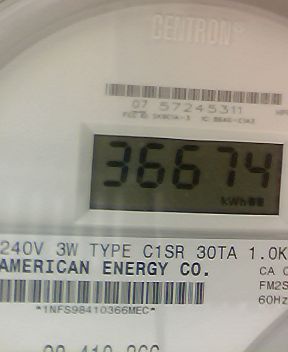 CENTRON®
07 57245311
36674
kWh
240V 3W TYPE C1SR 30TA 1.0K
AMERICAN ENERGY CO.
CA
FM2S
60Hz
*1NFS98410366MEC*